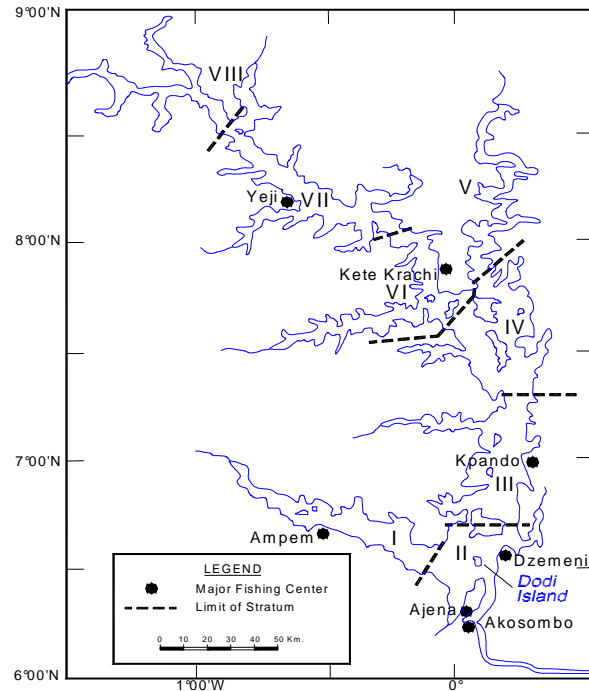 9°00'N
VIII
V
Yeji
VII
8°00'N
Kete Krachi
VI
IV
7°00'N
Kpando
III
Ampem
I
II
Dzemeni
Dodi
Island
LEGEND
Major Fishing Center
Limit of Stratum
0 10 20 30 40 50 Km.
Ajena
Akosombo
6°00'N
1°00'W
0°